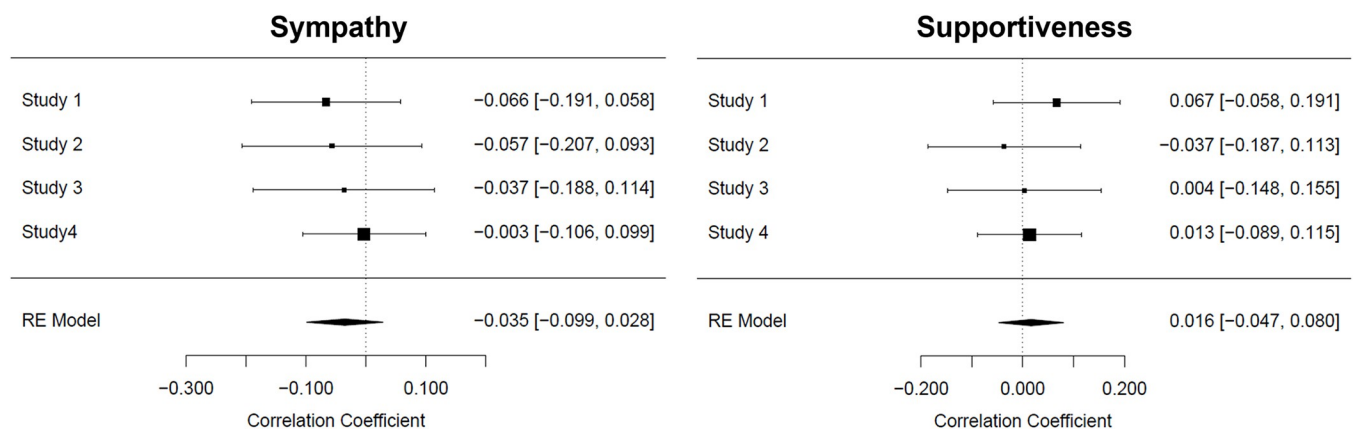 Sympathy
Study 1 −0.066 [−0.191, 0.058]
Study 2 −0.057 [−0.207, 0.093]
Study 3 −0.037 [−0.188, 0.114]
Study4 −0.003 [−0.106, 0.099]
RE Model −0.035 [−0.099, 0.028]
−0.300 −0.100 0.100
Correlation Coefficient
Supportiveness
Study 1 0.067 [−0.058, 0.191]
Study 2 −0.037 [−0.187, 0.113]
Study 3 0.004 [−0.148, 0.155]
Study 4 0.013 [−0.089, 0.115]
RE Model 0.016 [−0.047, 0.080]
−0.200 0.000 0.200
Correlation Coefficient